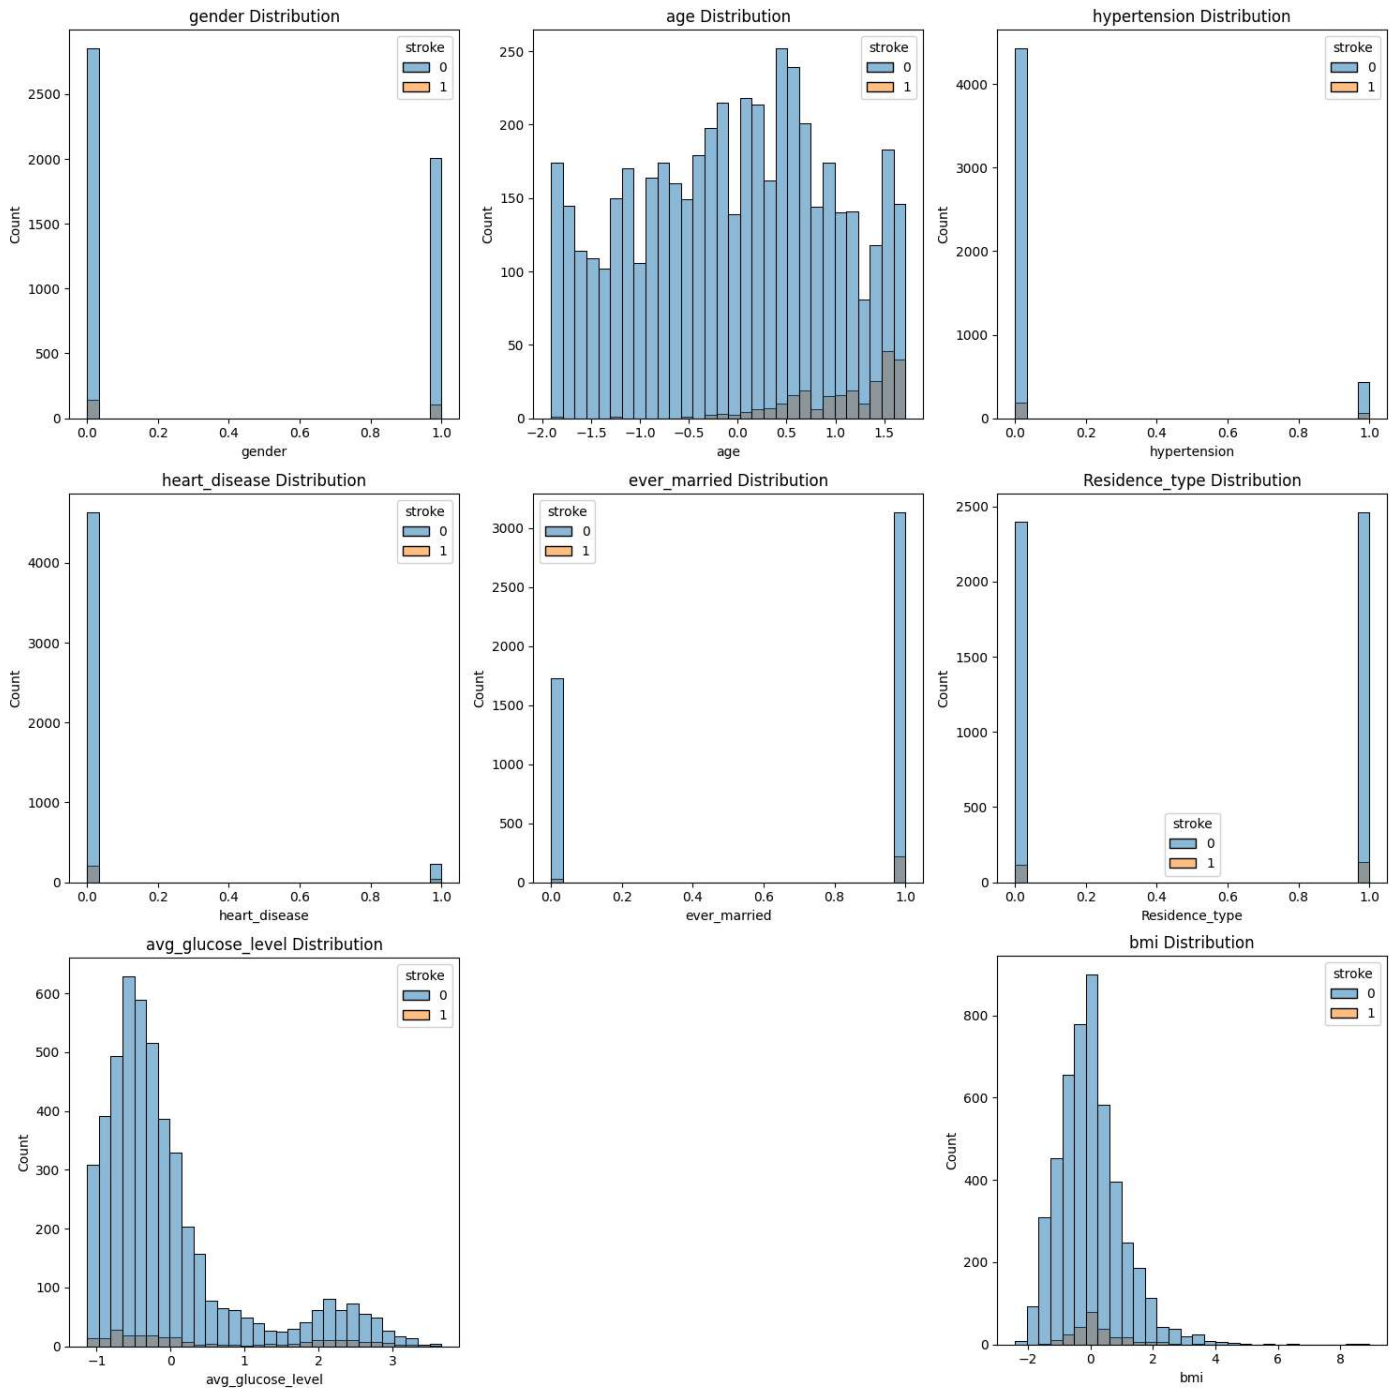 gender Distribution
stroke
0
1
2500
2000
1500
1000
500
0
Count
0.0 0.2 0.4 0.6 0.8 1.0
gender
age Distribution
stroke
0
1
250
200
150
100
50
0
Count
−2.0 −1.5 −1.0 −0.5 0.0 0.5 1.0 1.5
age
hypertension Distribution
stroke
0
1
4000
3000
2000
1000
0
Count
0.0 0.2 0.4 0.6 0.8 1.0
hypertension
heart_disease Distribution
stroke
0
1
4000
3000
2000
1000
0
Count
0.0 0.2 0.4 0.6 0.8 1.0
heart_disease
ever_married Distribution
stroke
0
1
3000
2500
2000
1500
1000
500
0
Count
0.0 0.2 0.4 0.6 0.8 1.0
ever_married
Residence_type Distribution
2500
2000
1500
1000
500
0
Count
stroke
0
1
0.0 0.2 0.4 0.6 0.8 1.0
Residence_type
avg_glucose_level Distribution
stroke
0
1
600
500
400
300
200
100
0
Count
−1 0 1 2 3
avg_glucose_level
bmi Distribution
stroke
0
1
800
600
400
200
0
Count
−2 0 2 4 6 8
bmi